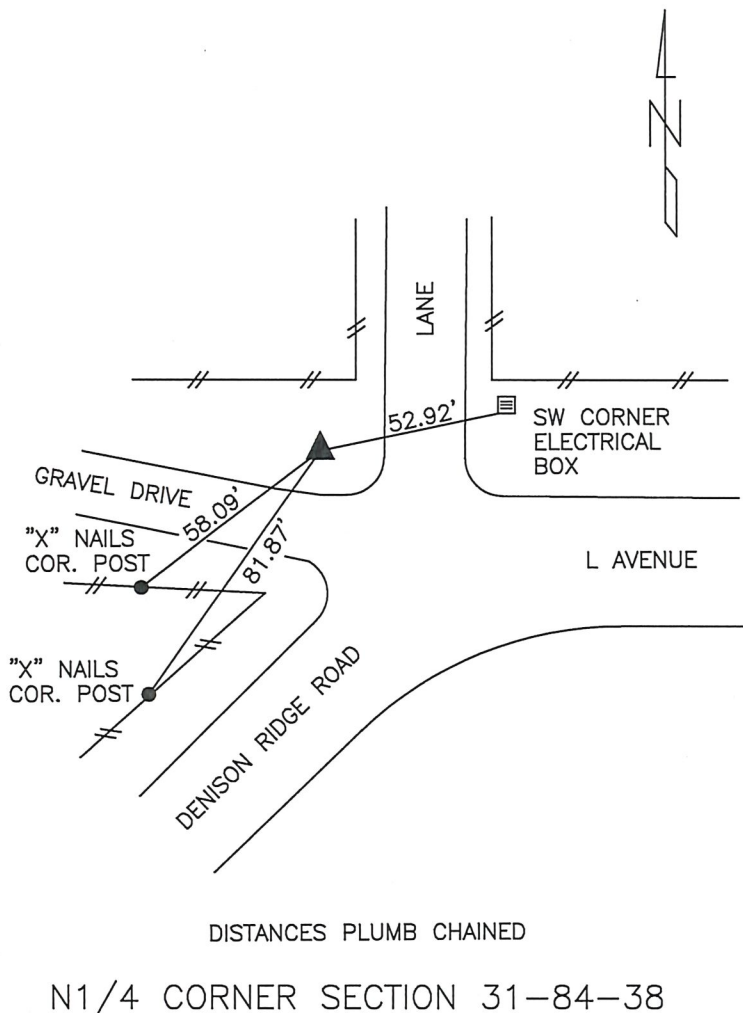 N
LANE
52.92'
SW CORNER
ELECTRICAL
BOX
GRAVEL DRIVE
58.09'
81.87'
"X" NAILS
COR. POST
L AVENUE
"X" NAILS
COR. POST
DENISON RIDGE ROAD
DISTANCES PLUMB CHAINED
N1/4 CORNER SECTION 31-84-38